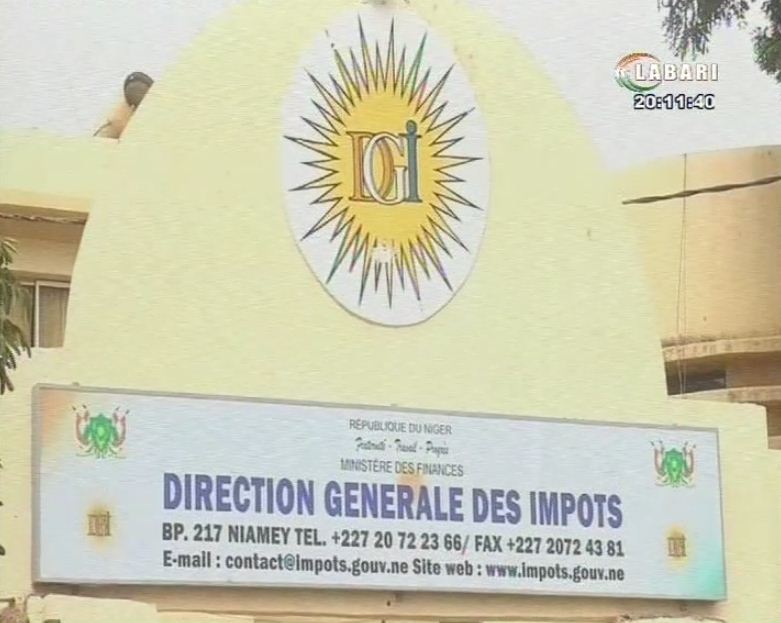 LABARI
20:11:40
DGI
RÉPUBLIQUE DU NIGER
Fraternité - Travail - Progrès
MINISTÈRE DES FINANCES
DIRECTION GENERALE DES IMPOTS
BP. 217 NIAMEY TEL. +227 20 72 23 66/ FAX +227 2072 43 81
E-mail : contact@impots.gouv.ne Site web : www.impots.gouv.ne